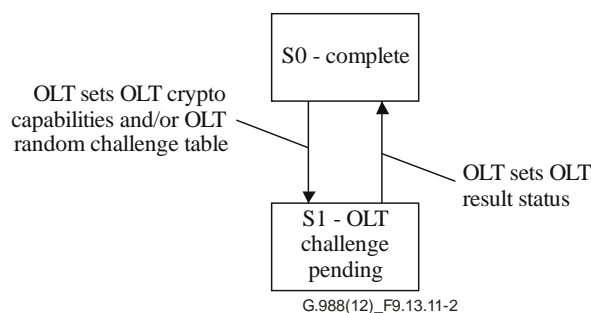 S0 - complete
OLT sets OLT crypto
capabilities and/or OLT
random challenge table
OLT sets OLT
result status
S1 - OLT
challenge
pending
G.988(12)_F9.13.11-2